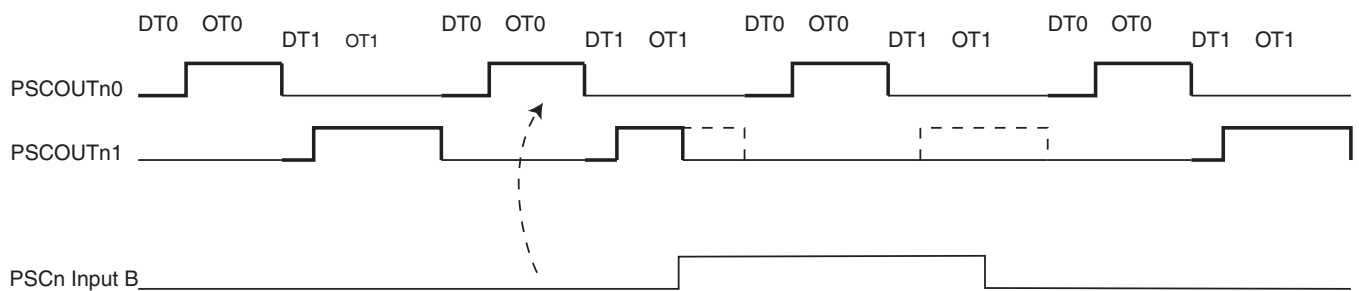 DT0 OT0 DT0 OT0 DT0 OT0 DT0 OT0
DT1 OT1 DT1 OT1 DT1 OT1 DT1 OT1
PSCOUTn0
PSCOUTn1
PSCn Input B